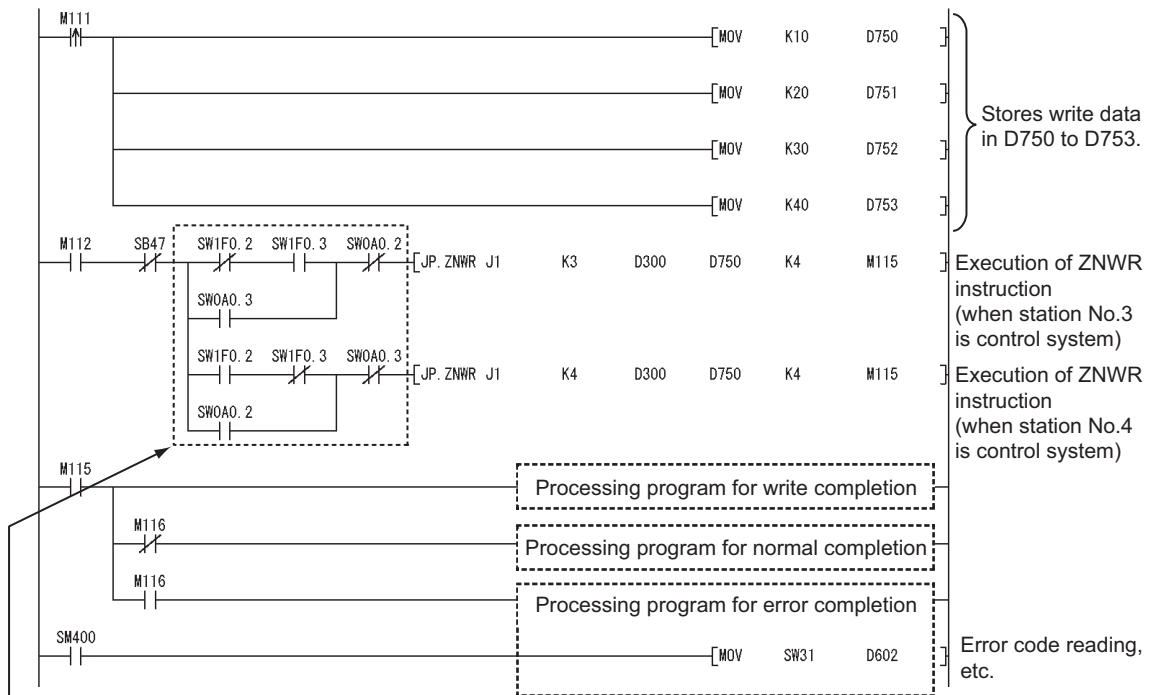 M111
[MOV K10 D750 ]
[MOV K20 D751 ]
[MOV K30 D752 ]
[MOV K40 D753 ]
Stores write data
in D750 to D753.
M112 SB47 SW1F0.2 SW1F0.3 SW0A0.2
[JP.ZNWR J1 K3 D300 D750 K4 M115 ]
Execution of ZNWR
instruction
(when station No.3
is control system)
SW0A0.3
SW1F0.2 SW1F0.3 SW0A0.3
[JP.ZNWR J1 K4 D300 D750 K4 M115 ]
Execution of ZNWR
instruction
(when station No.4
is control system)
SW0A0.2
M115
Processing program for write completion
M116
Processing program for normal completion
M116
Processing program for error completion
SM400
[MOV SW31 D602 ]
Error code reading,
etc.